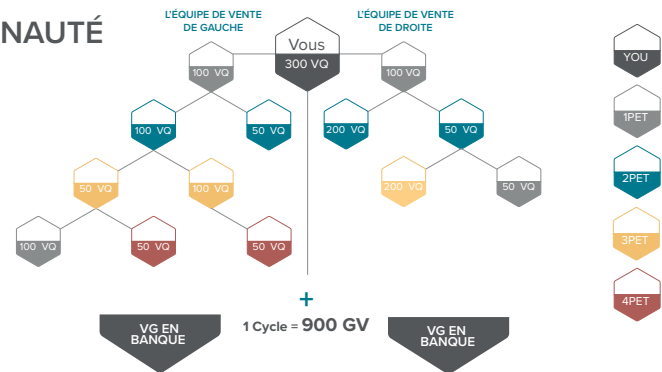 NAUTÉ
L'ÉQUIPE DE VENTE
DE GAUCHE
L'ÉQUIPE DE VENTE
DE DROITE
Vous
300 VQ
100 VQ
100 VQ
100 VQ
50 VQ
200 VQ
50 VQ
50 VQ
100 VQ
200 VQ
50 VQ
100 VQ
50 VQ
50 VQ
+
1 Cycle = 900 GV
VG EN
BANQUE
VG EN
BANQUE
YOU
1PET
2PET
3PET
4PET